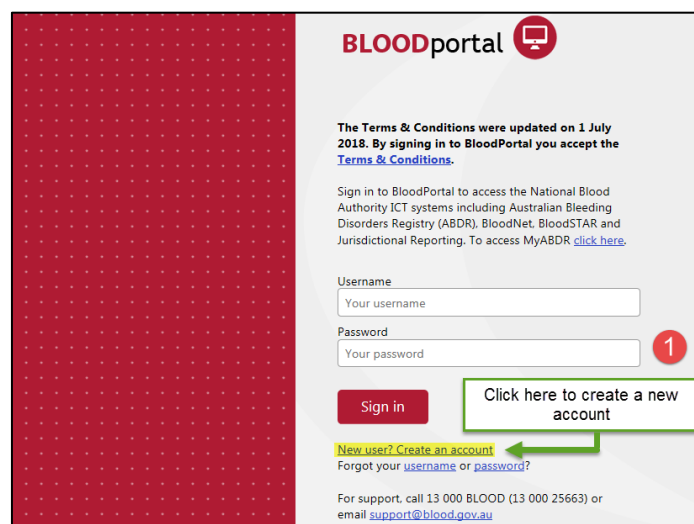 BLOODportal
The Terms & Conditions were updated on 1 July
2018. By signing in to BloodPortal you accept the
Terms & Conditions.
Sign in to BloodPortal to access the National Blood
Authority ICT systems including Australian Bleeding
Disorders Registry (ABDR), BloodNet, BloodSTAR and
Jurisdictional Reporting. To access MyABDR click here.
Username
Your username
Password
Your password
1
Sign in
Click here to create a new
account
New user? Create an account
Forgot your username or password?
For support, call 13 000 BLOOD (13 000 25663) or
email support@blood.gov.au